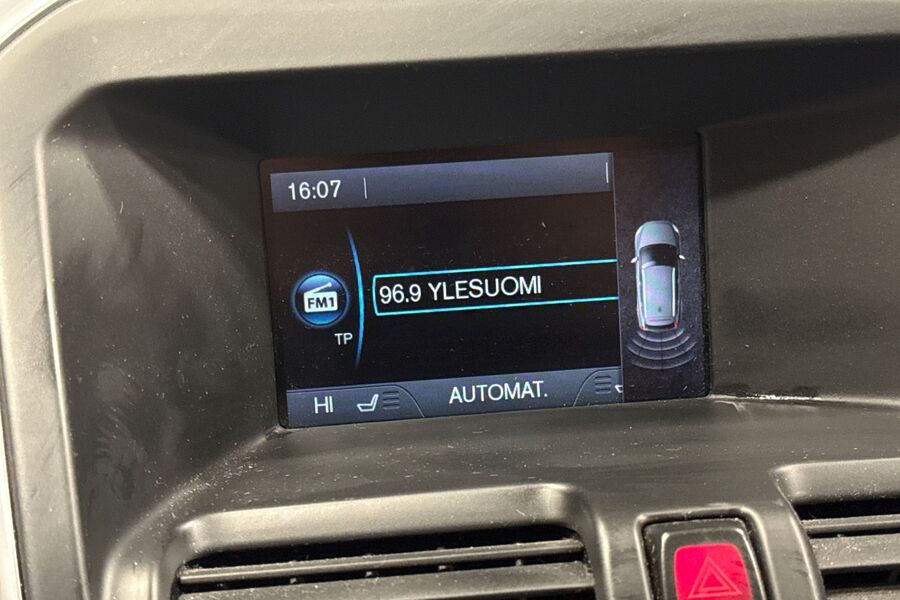 16:07
FM1
96.9 YLESUOMI
TP
HI
AUTOMAT.